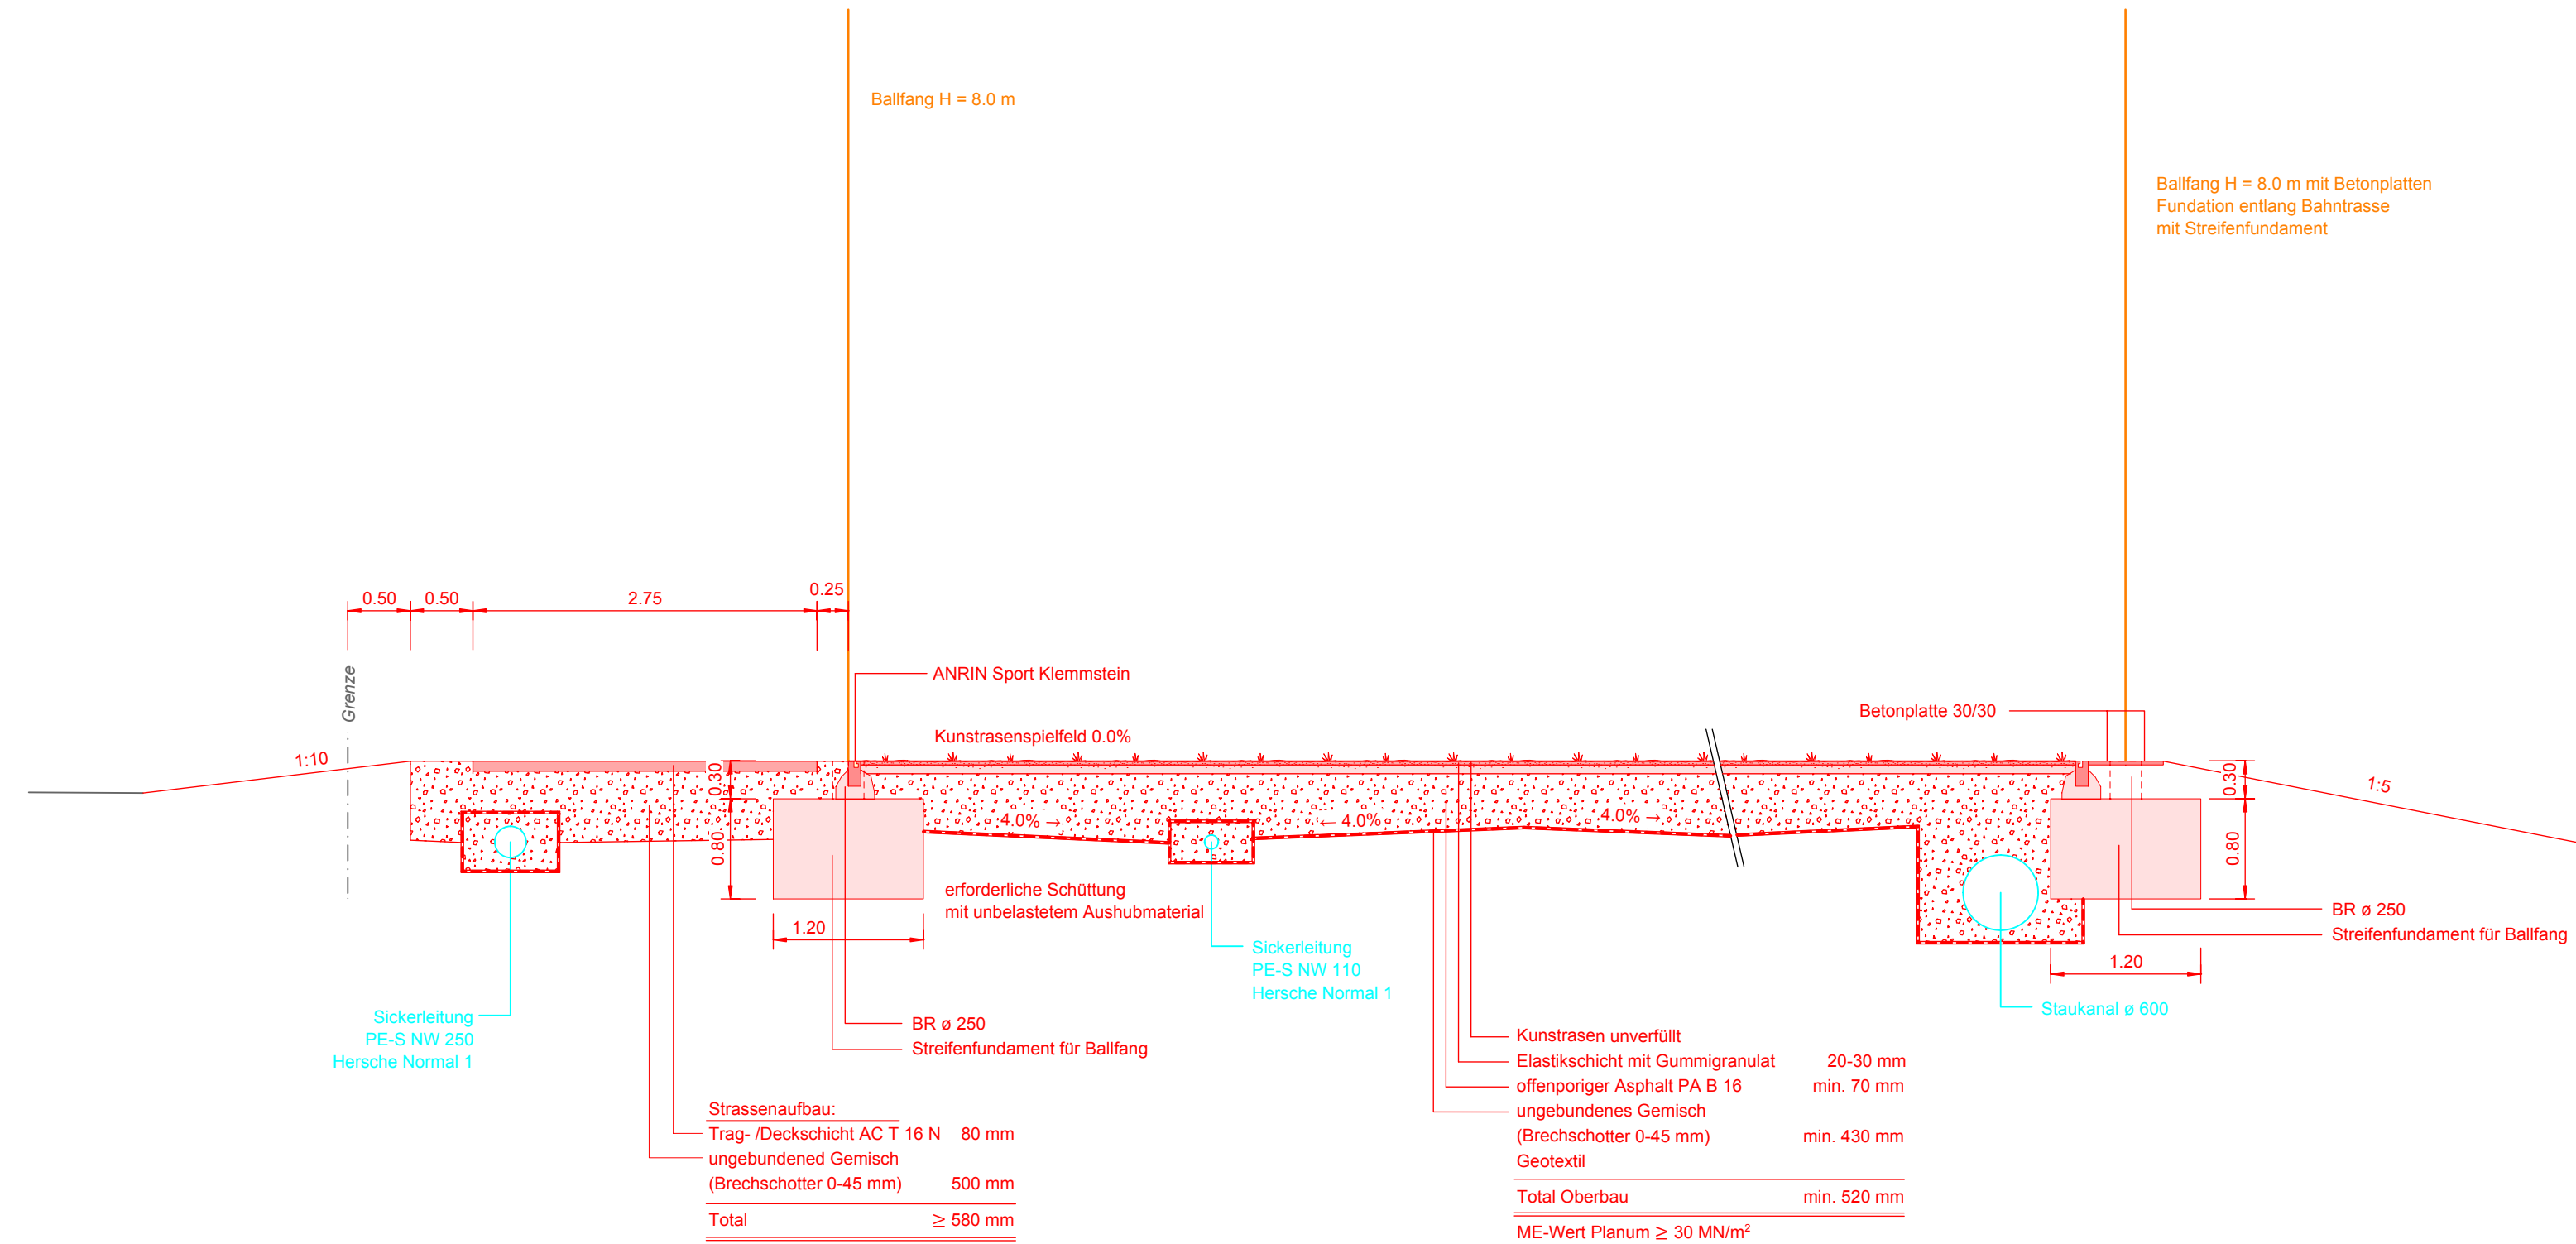 Ballfang H = 8.0 m
Ballfang H = 8.0 m mit Betonplatten
Fundation entlang Bahntrasse
mit Streifenfundament
0.50
0.50
2.75
0.25
Grenze
ANRIN Sport Klemmstein
Betonplatte 30/30
Kunstrasenspielfeld 0.0%
1:10
0.30
0.80
4.0% →
← 4.0%
4.0% →
0.30
0.80
1:5
erforderliche Schüttung
mit unbelastetem Aushubmaterial
1.20
1.20
BR ø 250
Streifenfundament für Ballfang
Sickerleitung
PE-S NW 110
Hersche Normal 1
Staukanal ø 600
Sickerleitung
PE-S NW 250
Hersche Normal 1
BR ø 250
Streifenfundament für Ballfang
Strassenaufbau:
Trag- /Deckschicht AC T 16 N 80 mm
ungebundened Gemisch
(Brechschotter 0-45 mm) 500 mm
Total ≥ 580 mm
Kunstrasen unverfüllt
Elastikschicht mit Gummigranulat 20-30 mm
offenporiger Asphalt PA B 16 min. 70 mm
ungebundenes Gemisch
(Brechschotter 0-45 mm) min. 430 mm
Geotextil
Total Oberbau min. 520 mm
ME-Wert Planum ≥ 30 MN/m²